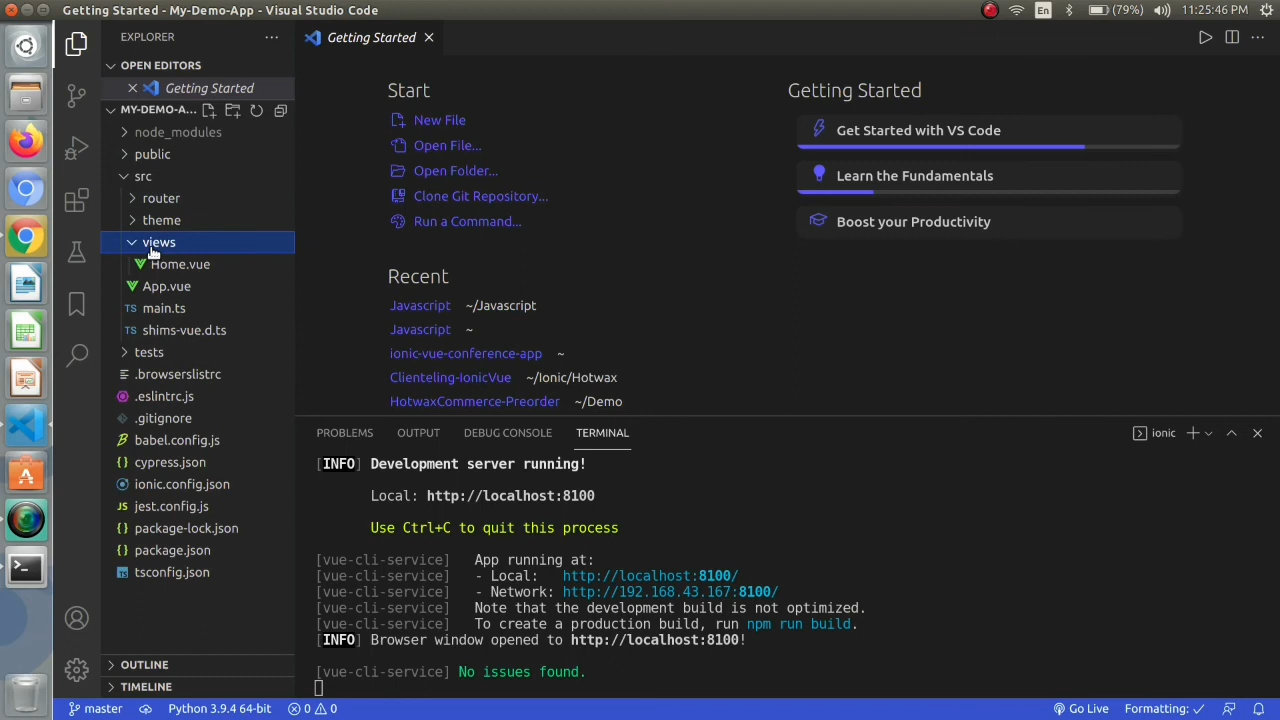 Getting Started - My-Demo-App - Visual Studio Code
En
(79%)
11:25:46 PM
EXPLORER
OPEN EDITORS
Getting Started
MY-DEMO-A...
node_modules
public
src
router
theme
views
Home.vue
App.vue
TS main.ts
TS shims-vue.d.ts
tests
.browserslistrc
.eslintrc.js
.gitignore
babel.config.js
cypress.json
ionic.config.json
JS jest.config.js
package-lock.json
package.json
TS tsconfig.json
OUTLINE
TIMELINE
Getting Started
Start
New File
Open File...
Open Folder...
Clone Git Repository...
Run a Command...
Recent
Javascript ~/Javascript
Javascript ~
ionic-vue-conference-app ~
Clienteling-IonicVue ~/Ionic/Hotwax
HotwaxCommerce-Preorder ~/Demo
Getting Started
Get Started with VS Code
Learn the Fundamentals
Boost your Productivity
PROBLEMS OUTPUT DEBUG CONSOLE TERMINAL
ionic
[INFO] Development server running!
Local: http://localhost:8100
Use Ctrl+C to quit this process
[vue-cli-service] App running at:
[vue-cli-service] - Local: http://localhost:8100/
[vue-cli-service] - Network: http://192.168.43.167:8100/
[vue-cli-service] Note that the development build is not optimized.
[vue-cli-service] To create a production build, run npm run build.
[INFO] Browser window opened to http://localhost:8100!
[vue-cli-service] No issues found.
master
Python 3.9.4 64-bit
0
0
Go Live
Formatting: ✓